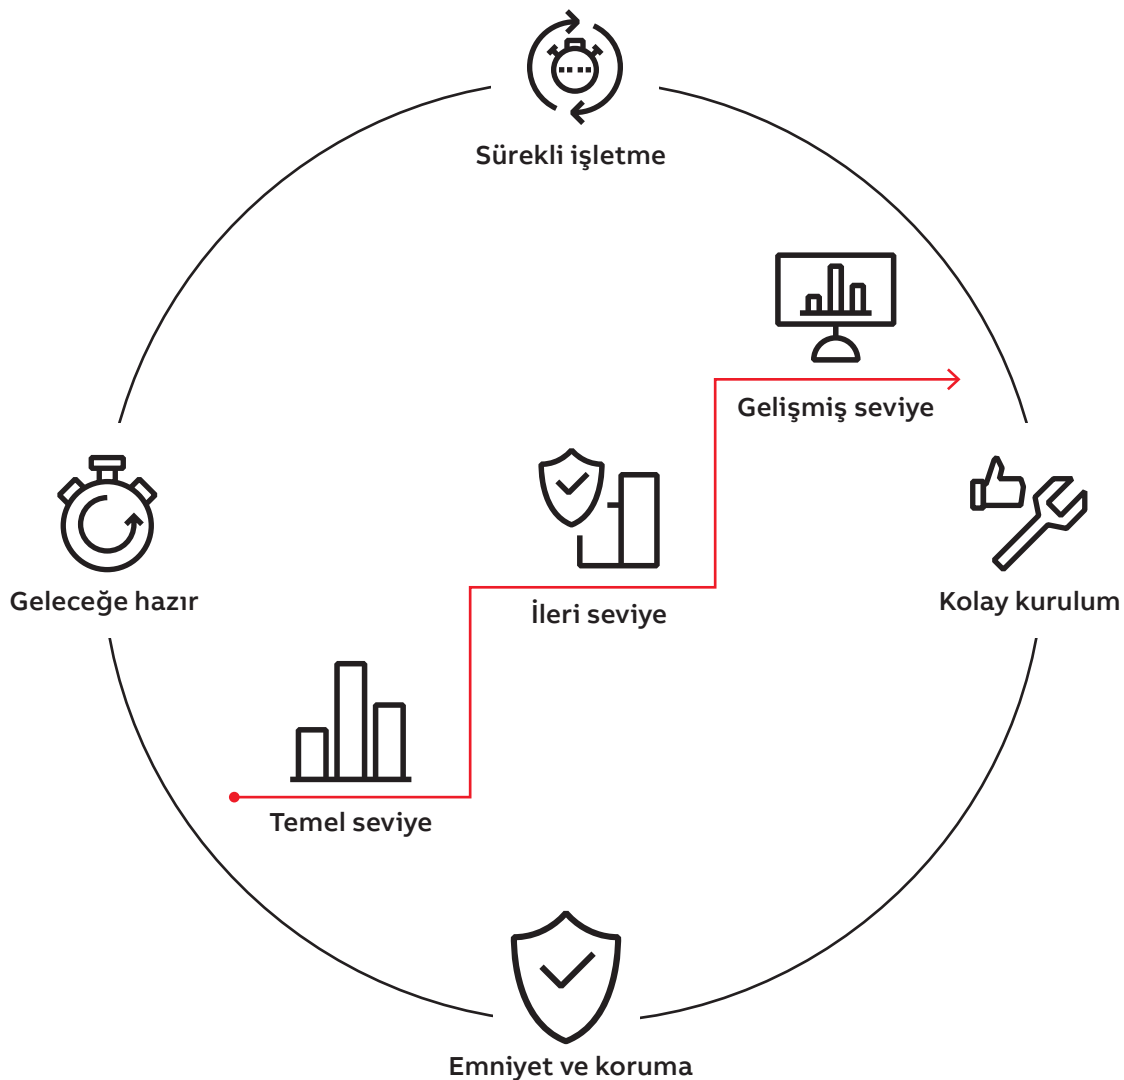 Sürekli işletme
Gelişmiş seviye
Geleceğe hazır
Kolay kurulum
İleri seviye
Temel seviye
Emniyet ve koruma